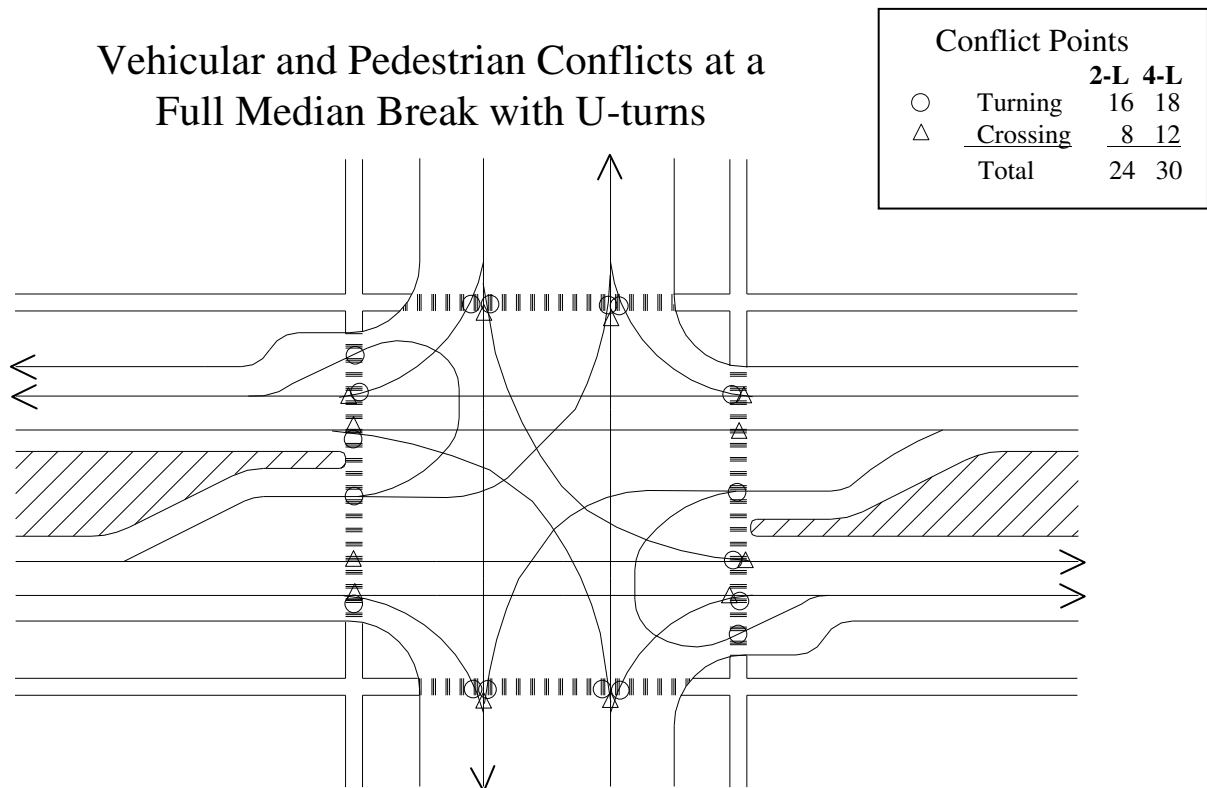 Vehicular and Pedestrian Conflicts at a
Full Median Break with U-turns
Conflict Points
2-L 4-L
Turning 16 18
Crossing 8 12
Total 24 30